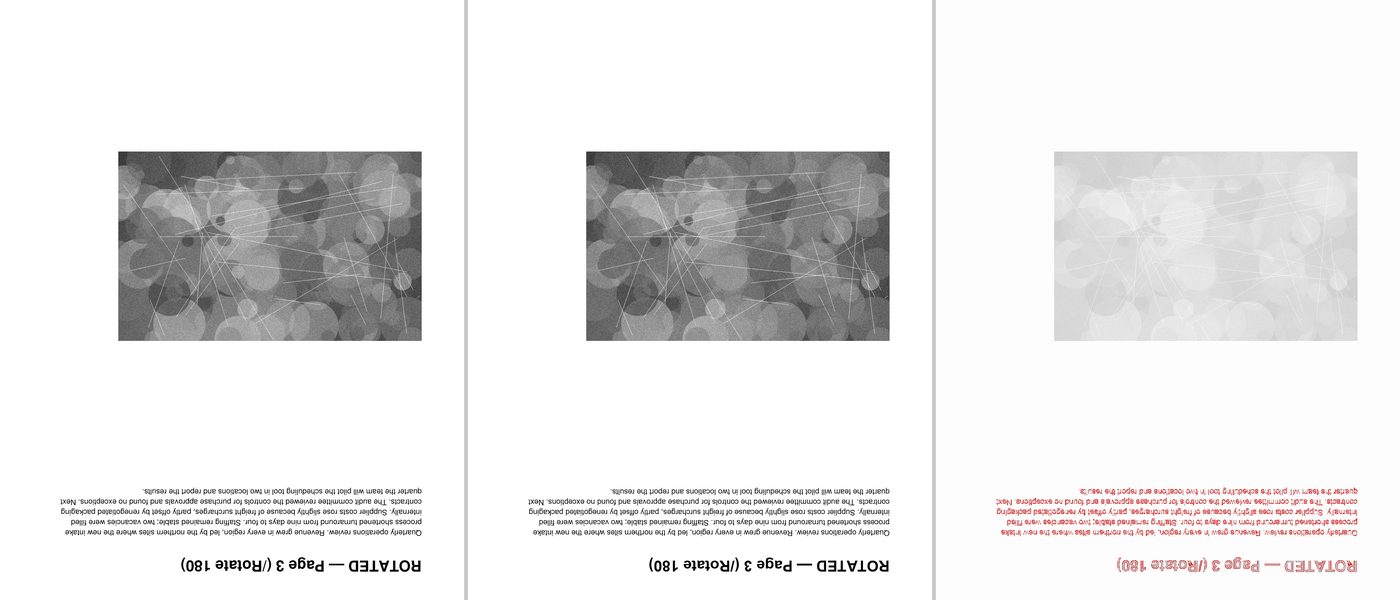 ROTATED — Page 3 (/Rotate 180)
Quarterly operations review. Revenue grew in every region, led by the northern sites where the new intake
process shortened turnaround from nine days to four. Staffing remained stable; two vacancies were filled
internally. Supplier costs rose slightly because of freight surcharges, partly offset by renegotiated packaging
contracts. The audit committee reviewed the controls for purchase approvals and found no exceptions. Next
quarter the team will pilot the scheduling tool in two locations and report the results.
ROTATED — Page 3 (/Rotate 180)
Quarterly operations review. Revenue grew in every region, led by the northern sites where the new intake
process shortened turnaround from nine days to four. Staffing remained stable; two vacancies were filled
internally. Supplier costs rose slightly because of freight surcharges, partly offset by renegotiated packaging
contracts. The audit committee reviewed the controls for purchase approvals and found no exceptions. Next
quarter the team will pilot the scheduling tool in two locations and report the results.
ROTATED — Page 3 (/Rotate 180)
Quarterly operations review. Revenue grew in every region, led by the northern sites where the new intake
process shortened turnaround from nine days to four. Staffing remained stable; two vacancies were filled
internally. Supplier costs rose slightly because of freight surcharges, partly offset by renegotiated packaging
contracts. The audit committee reviewed the controls for purchase approvals and found no exceptions. Next
quarter the team will pilot the scheduling tool in two locations and report the results.